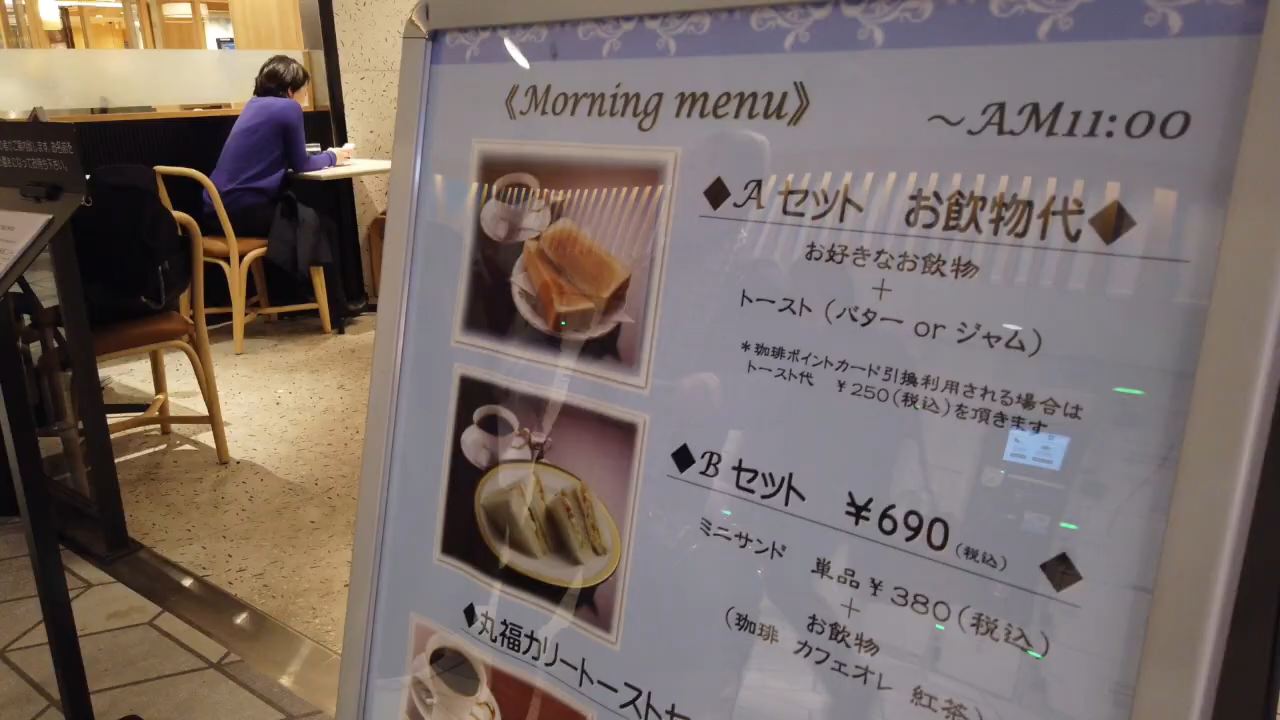 《Morning menu》
～AM11:00
◆Aセット お飲物代◆
お好きなお飲物
＋
トースト（バター or ジャム）
＊珈琲ポイントカード引換利用される場合は
トースト代 ￥250（税込）を頂きます
◆Bセット ￥690（税込）◆
ミニサンド 単品￥380（税込）
＋
お飲物
（珈琲 カフェオレ 紅茶）
◆丸福カリートーストセ